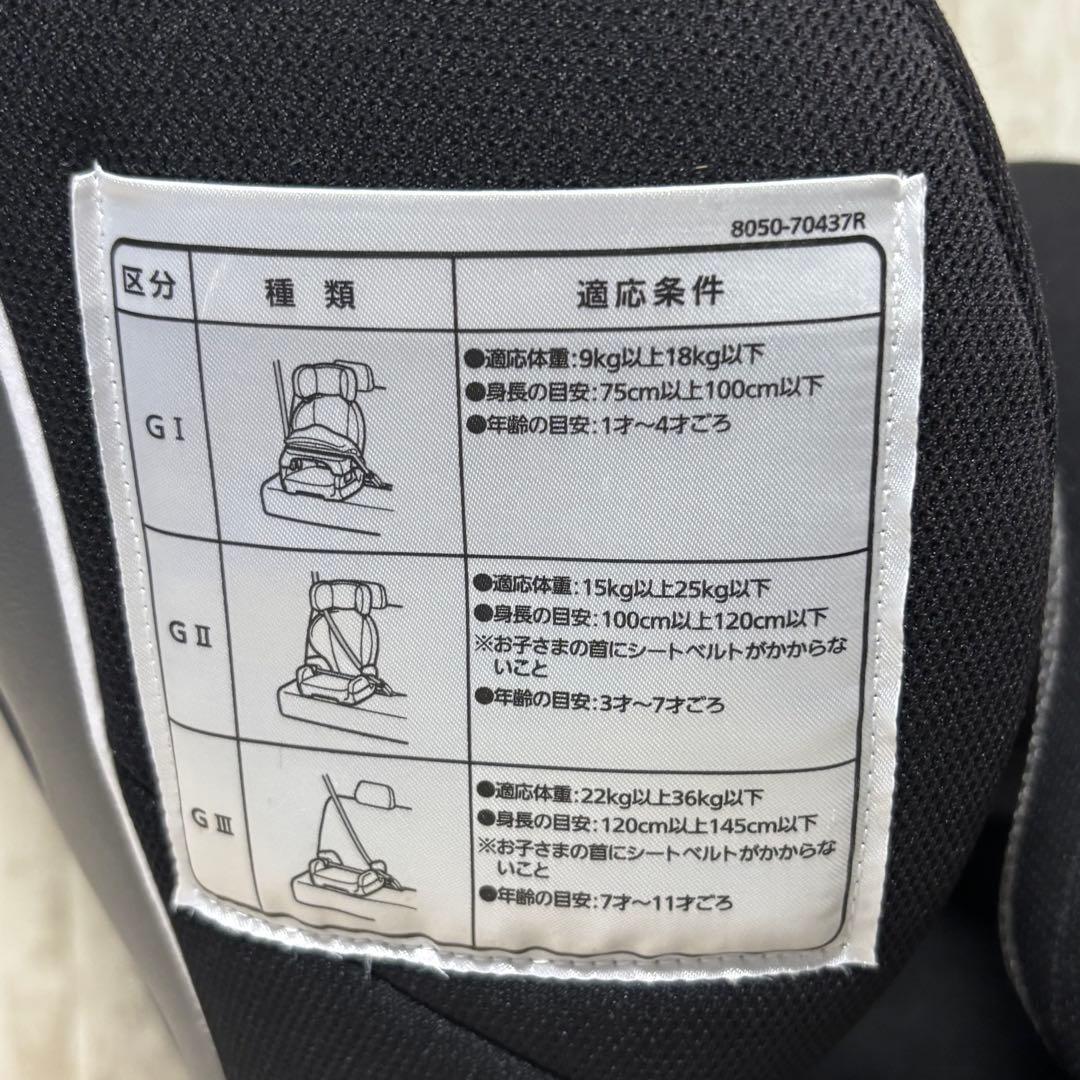 8050-70437R
区分 種類 適応条件
GⅠ
●適応体重:9kg以上18kg以下
●身長の目安:75cm以上100cm以下
●年齢の目安:1才〜4才ごろ
GⅡ
●適応体重:15kg以上25kg以下
●身長の目安:100cm以上120cm以下
※お子さまの首にシートベルトがかからな
いこと
●年齢の目安:3才〜7才ごろ
GⅢ
●適応体重:22kg以上36kg以下
●身長の目安:120cm以上145cm以下
※お子さまの首にシートベルトがかからな
いこと
●年齢の目安:7才〜11才ごろ